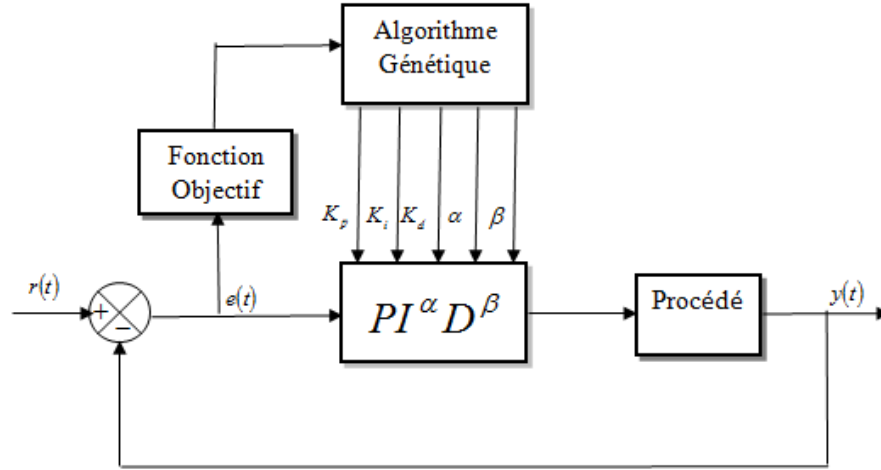 Algorithme
Génétique
Fonction
Objectif
K_p K_i K_d α β
r(t)
+
−
e(t)
PI^α D^β
Procédé
y(t)